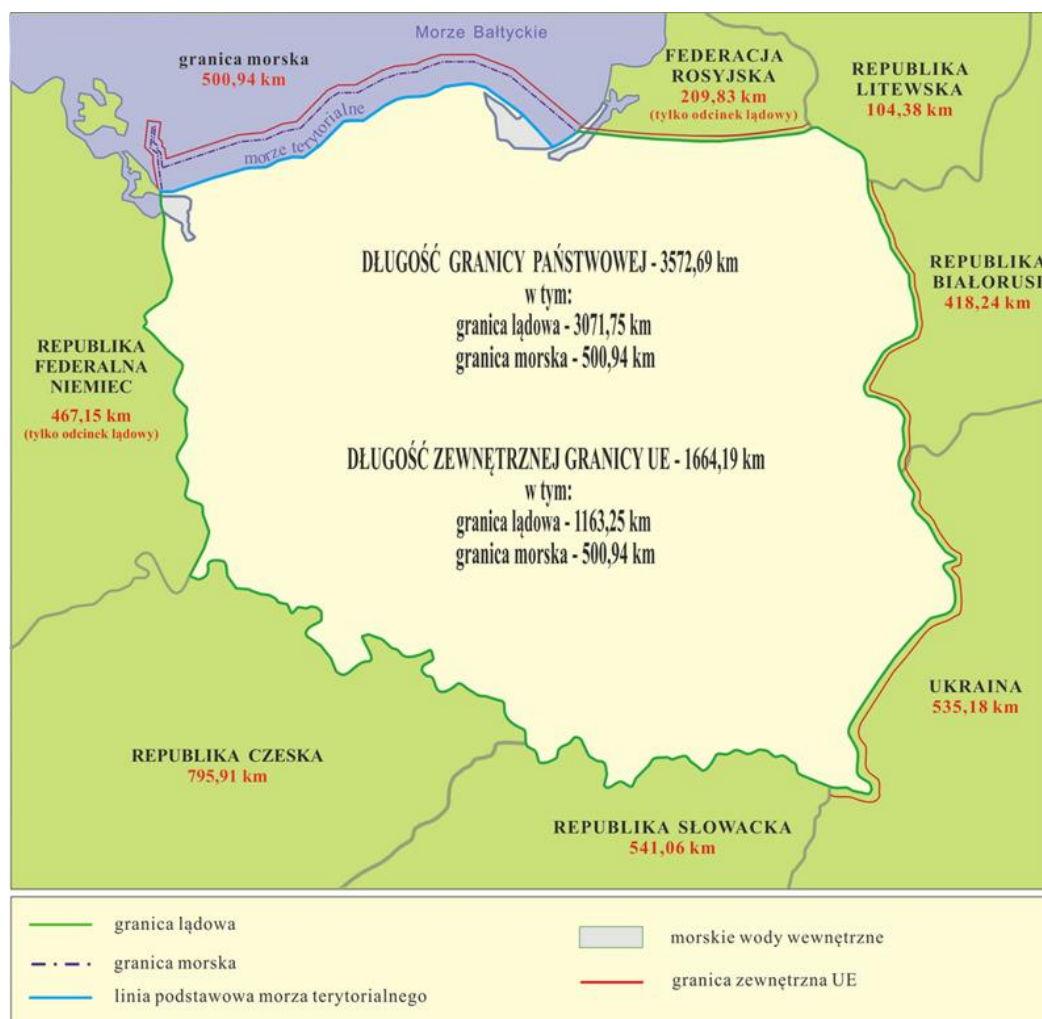 Morze Bałtyckie
granica morska
500,94 km
morze terytorialne
FEDERACJA
ROSYJSKA
209,83 km
(tylko odcinek lądowy)
REPUBLIKA
LITEWSKA
104,38 km
REPUBLIKA
BIAŁORUSI
418,24 km
DŁUGOŚĆ GRANICY PAŃSTWOWEJ - 3572,69 km
w tym:
granica lądowa - 3071,75 km
granica morska - 500,94 km
REPUBLIKA
FEDERALNA
NIEMIEC
467,15 km
(tylko odcinek lądowy)
DŁUGOŚĆ ZEWNĘTRZNEJ GRANICY UE - 1664,19 km
w tym:
granica lądowa - 1163,25 km
granica morska - 500,94 km
UKRAINA
535,18 km
REPUBLIKA CZESKA
795,91 km
REPUBLIKA SŁOWACKA
541,06 km
granica lądowa
granica morska
linia podstawowa morza terytorialnego
morskie wody wewnętrzne
granica zewnętrzna UE